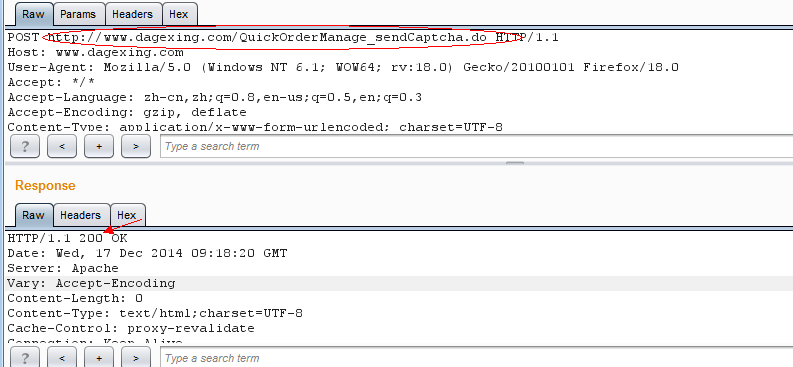 Raw Params Headers Hex
POST http://www.dagexing.com/QuickOrderManage_sendCaptcha.do HTTP/1.1
Host: www.dagexing.com
User-Agent: Mozilla/5.0 (Windows NT 6.1; WOW64; rv:18.0) Gecko/20100101 Firefox/18.0
Accept: */*
Accept-Language: zh-cn,zh;q=0.8,en-us;q=0.5,en;q=0.3
Accept-Encoding: gzip, deflate
Content-Type: application/x-www-form-urlencoded; charset=UTF-8
? < + > Type a search term
Response
Raw Headers Hex
HTTP/1.1 200 OK
Date: Wed, 17 Dec 2014 09:18:20 GMT
Server: Apache
Vary: Accept-Encoding
Content-Length: 0
Content-Type: text/html;charset=UTF-8
Cache-Control: proxy-revalidate
Connection: Keep-Alive
? < + > Type a search term